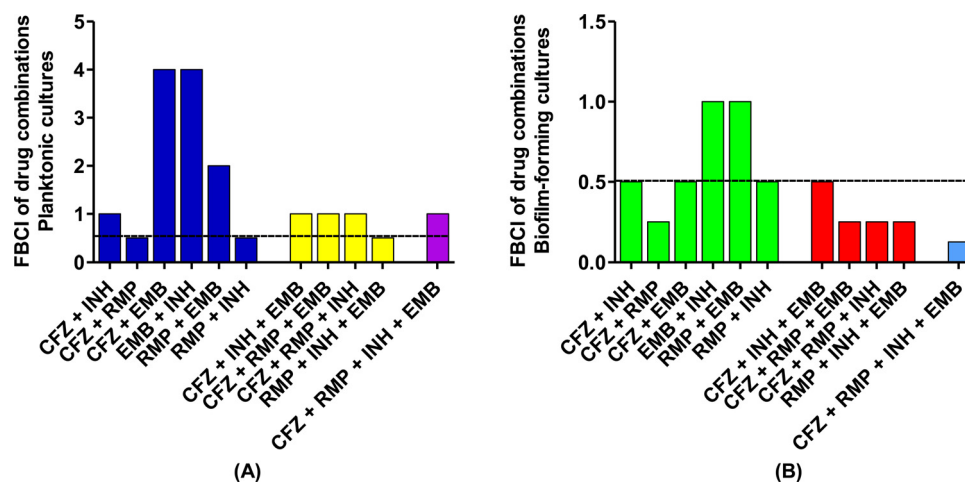 FBCI of drug combinations
Planktonic cultures
5
4
3
2
1
0
CFZ + INH
CFZ + RMP
CFZ + EMB
EMB + INH
RMP + EMB
RMP + INH
CFZ + INH + EMB
CFZ + RMP + EMB
CFZ + RMP + INH
RMP + INH + EMB
CFZ + RMP + INH + EMB
(A)
FBCI of drug combinations
Biofilm-forming cultures
1.5
1.0
0.5
0.0
CFZ + INH
CFZ + RMP
CFZ + EMB
EMB + INH
RMP + EMB
RMP + INH
CFZ + INH + EMB
CFZ + RMP + EMB
CFZ + RMP + INH
RMP + INH + EMB
CFZ + RMP + INH + EMB
(B)